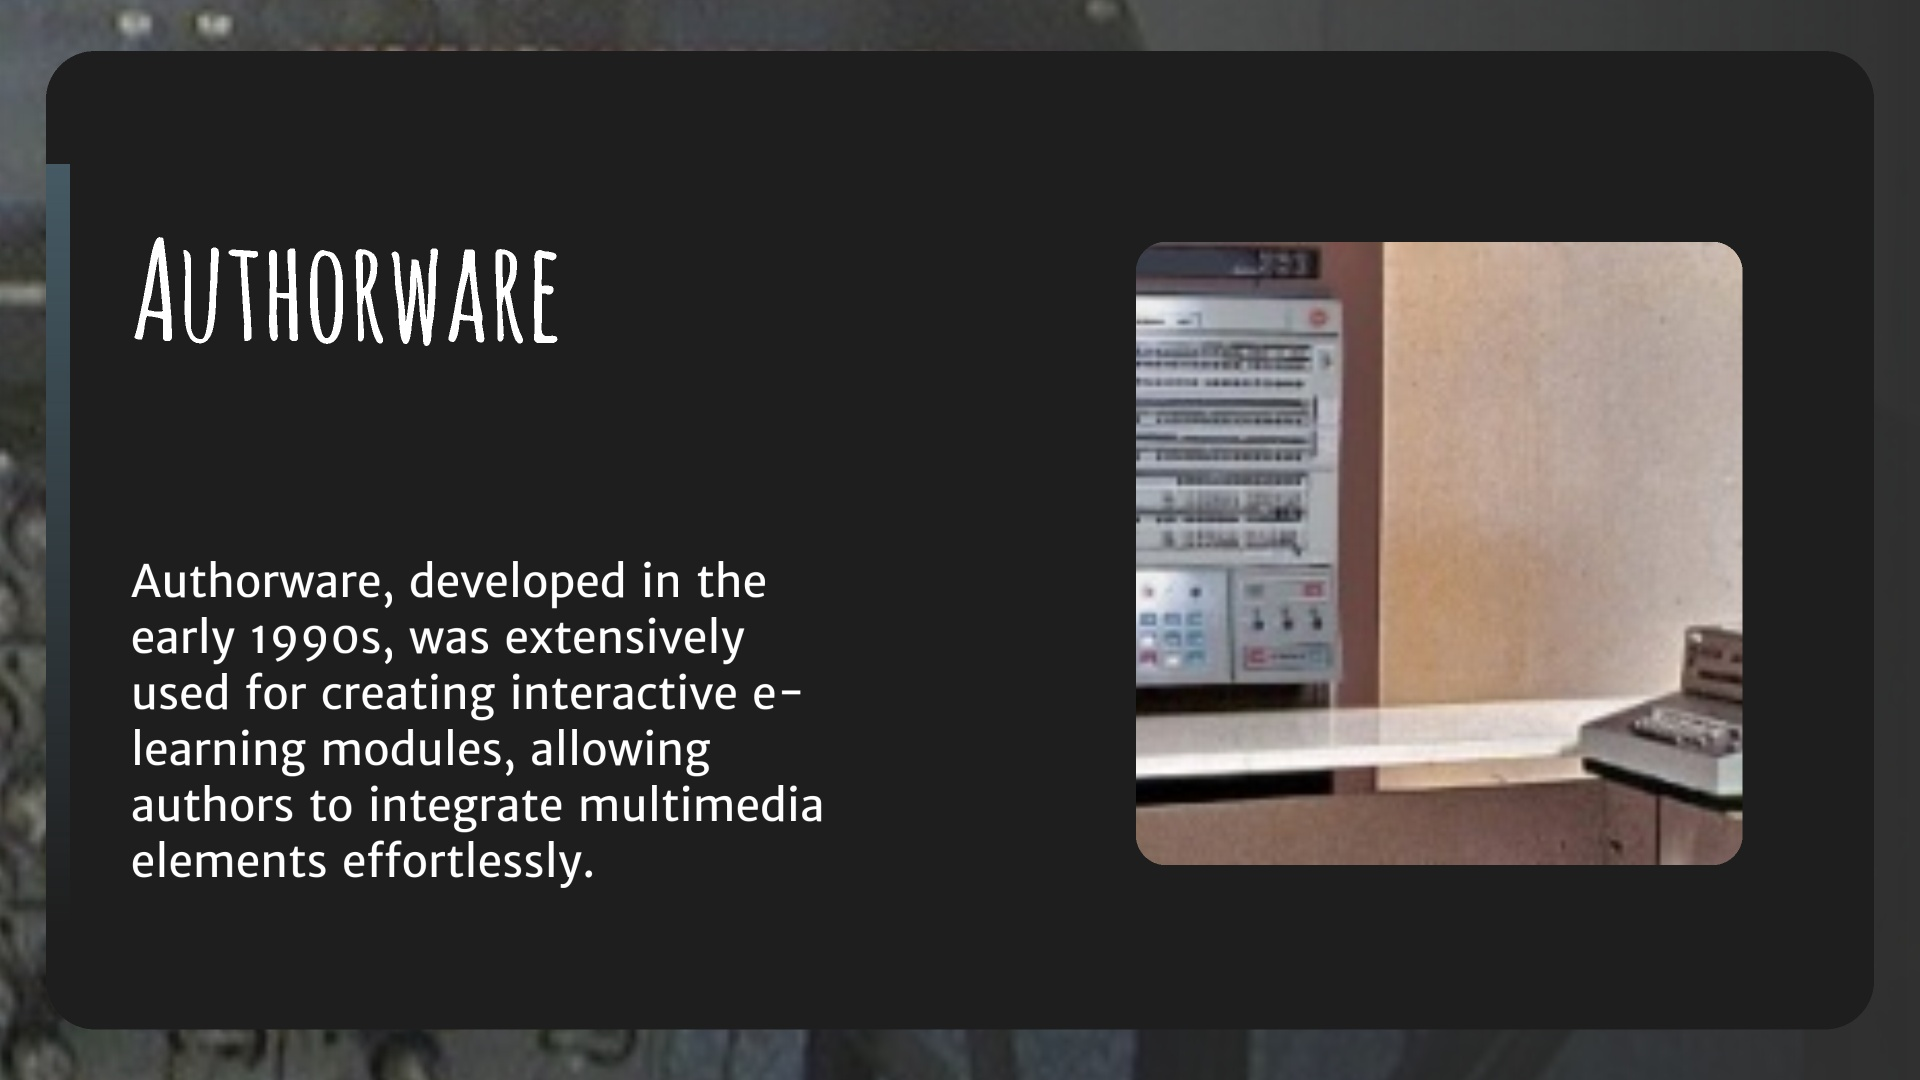 Authorware
Authorware, developed in the
early 1990s, was extensively
used for creating interactive e-
learning modules, allowing
authors to integrate multimedia
elements effortlessly.